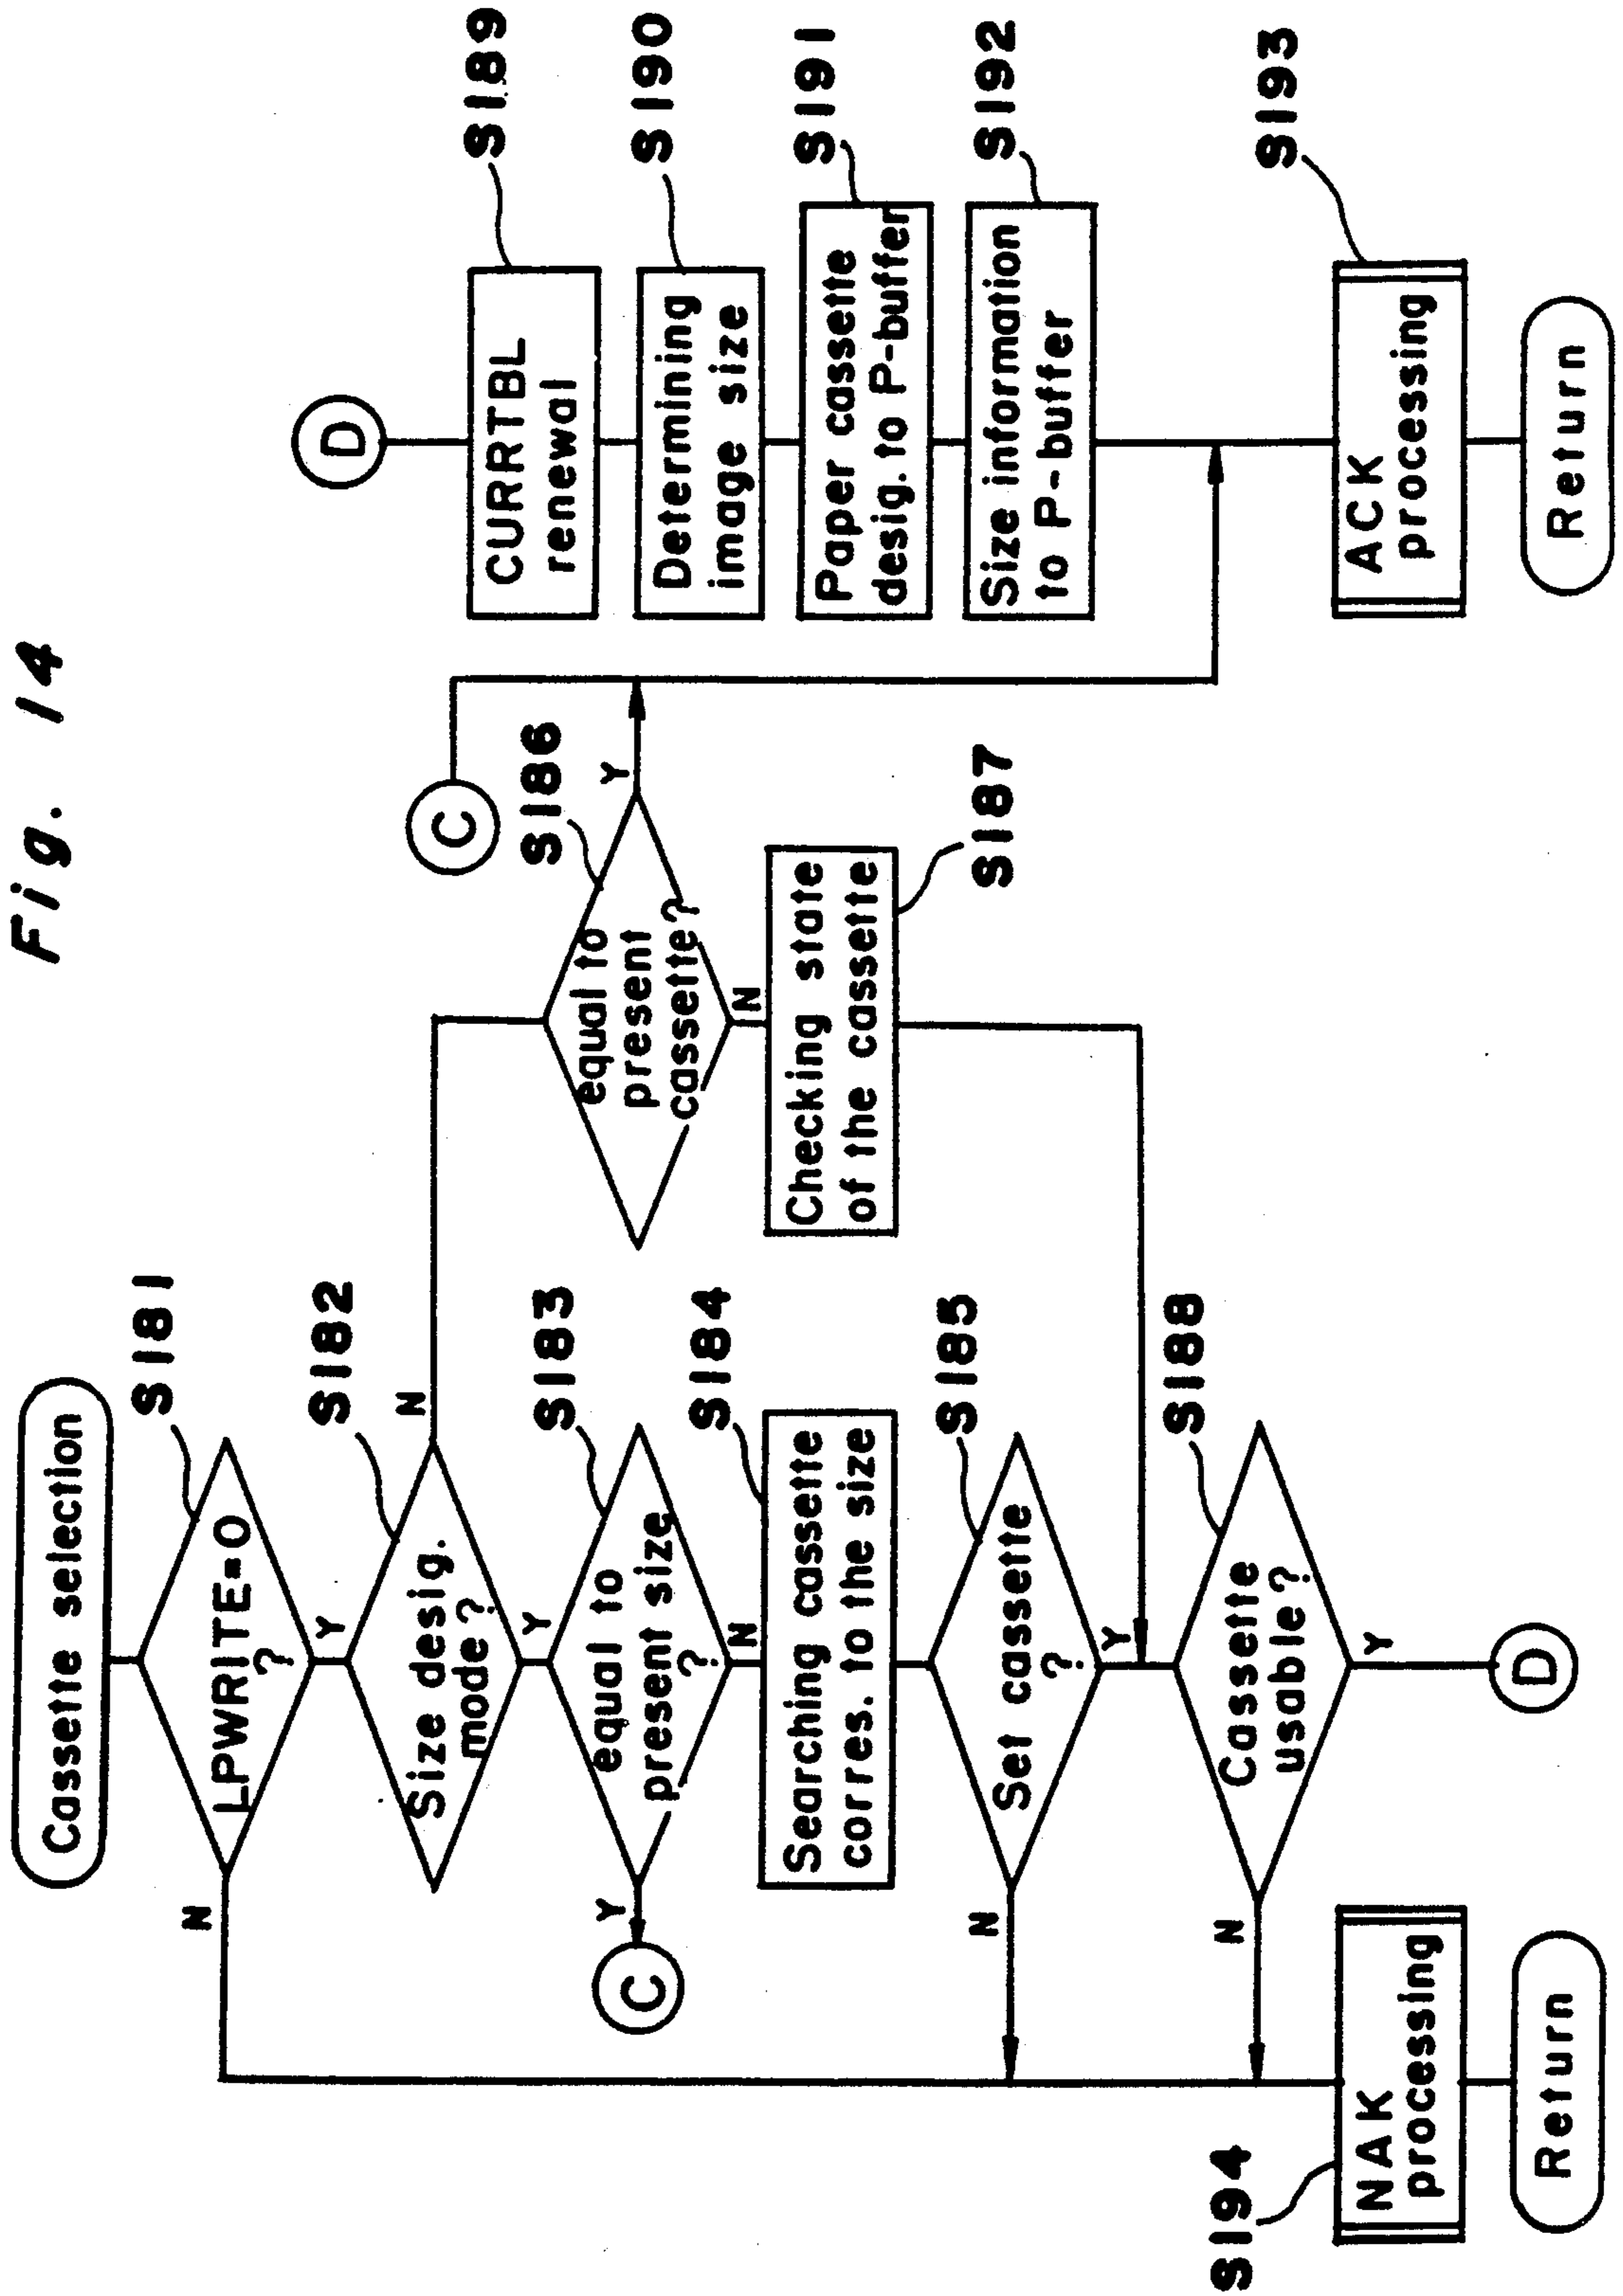 Fig. 14
Cassette selection
S181
LPWRITE=0
?
N
Y
S182
Size desig.
mode?
N
Y
S183
equal to
present size
?
Y
C
N
S184
Searching cassette
corres. to the size
S185
Set cassette
?
N
Y
S188
Cassette
usable?
N
Y
D
S194
NAK
processing
Return
C
S186
equal to
present
cassette?
Y
N
S187
Checking state
of the cassette
D
S189
CURRTBL
renewal
S190
Determining
image size
S191
Paper cassette
desig. to P-buffer
S192
Size information
to P-buffer
S193
ACK
processing
Return